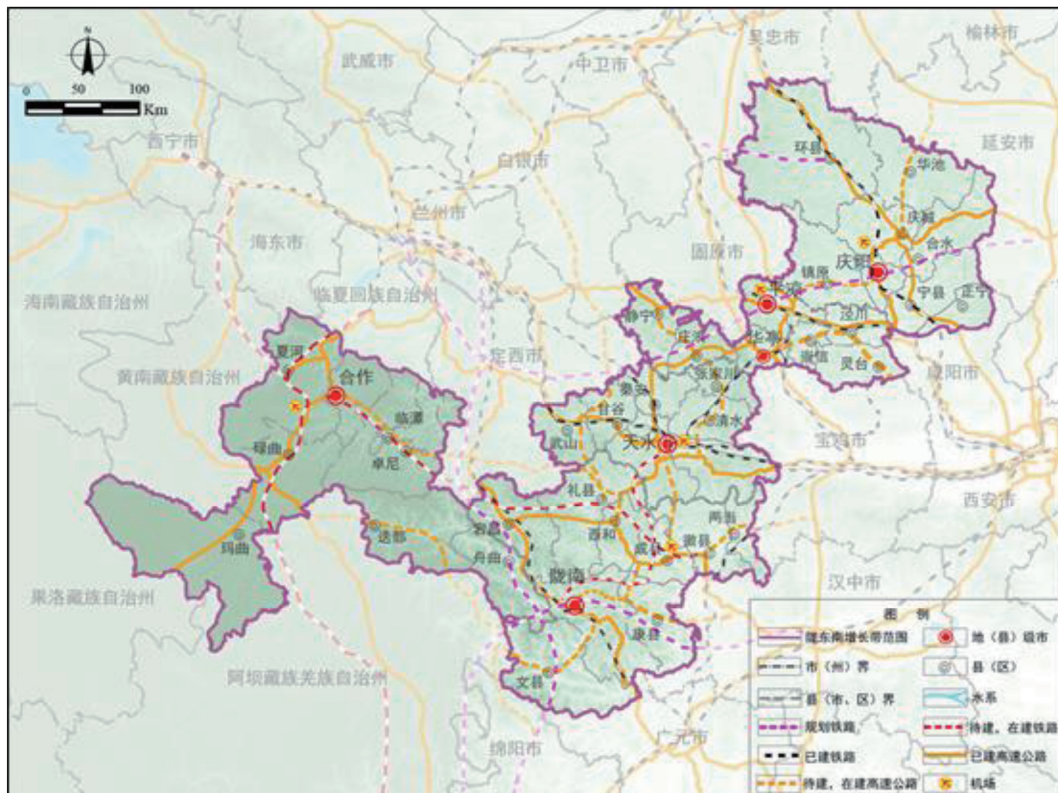 N
0 50 100
Km
吴忠市
榆林市
武威市
中卫市
西宁市
白银市
延安市
环县
华池
兰州市
庆城
合水
海东市
固原市
庆阳
镇原
平凉
宁县
正宁
海南藏族自治州
临夏回族自治州
静宁
泾川
庄浪
华亭
崇信
灵台
夏河
定西市
张家川
黄南藏族自治州
合作
秦安
咸阳市
临潭
甘谷
清水
武山
天水
宝鸡市
碌曲
卓尼
礼县
西安市
宕昌
西和
两当
迭部
成县
徽县
玛曲
舟曲
果洛藏族自治州
陇南
汉中市
康县
阿坝藏族羌族自治州
文县
绵阳市
广元市
图 例
陇东南增长带范围
地（县）级市
市（州）界
县（区）
县（市、区）界
水系
规划铁路
待建，在建铁路
已建铁路
已建高速公路
待建，在建高速公路
机场